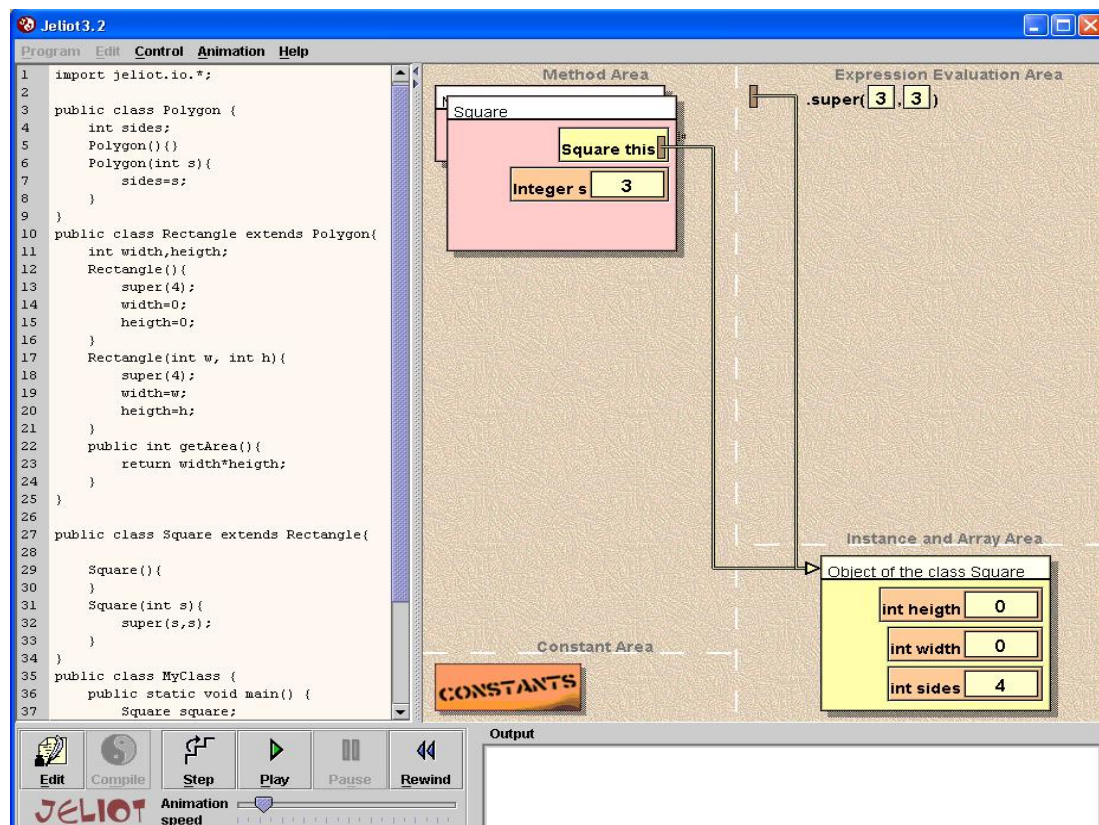 Jeliot3.2
Program Edit Control Animation Help
1 import jeliot.io.*;
2
3 public class Polygon {
4 int sides;
5 Polygon(){}
6 Polygon(int s){
7 sides=s;
8 }
9 }
10 public class Rectangle extends Polygon{
11 int width,heigth;
12 Rectangle(){
13 super(4);
14 width=0;
15 heigth=0;
16 }
17 Rectangle(int w, int h){
18 super(4);
19 width=w;
20 heigth=h;
21 }
22 public int getArea(){
23 return width*heigth;
24 }
25 }
26
27 public class Square extends Rectangle{
28
29 Square(){
30 }
31 Square(int s){
32 super(s,s);
33 }
34 }
35 public class MyClass {
36 public static void main() {
37 Square square;
Method Area
Square
Square this
Integer s 3
Expression Evaluation Area
.super( 3 , 3 )
Instance and Array Area
Object of the class Square
int heigth 0
int width 0
int sides 4
Constant Area
CONSTANTS
Edit Compile Step Play Pause Rewind
JELIOT
Animation speed
Output